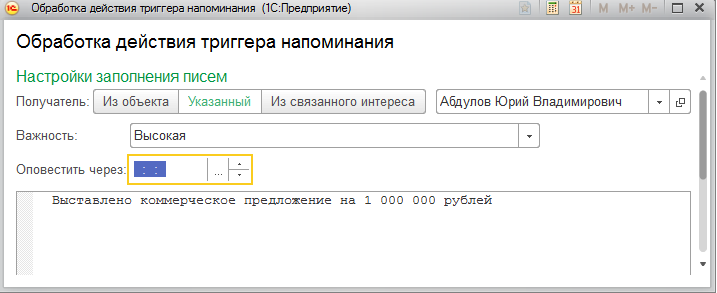 Обработка действия триггера напоминания (1С:Предприятие)
M M+ M-
Обработка действия триггера напоминания
Настройки заполнения писем
Получатель: Из объекта Указанный Из связанного интереса Абдулов Юрий Владимирович
Важность: Высокая
Оповестить через: : : ...
Выставлено коммерческое предложение на 1 000 000 рублей